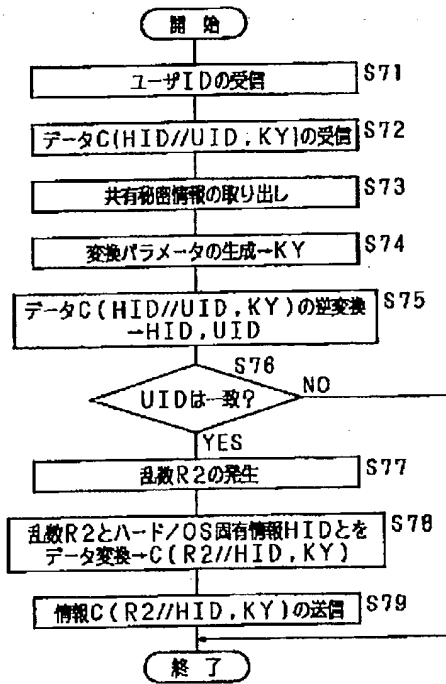 開 始
ユーザIDの受信
S71
データC(HID//UID,KY)の受信
S72
共有秘密情報の取り出し
S73
変換パラメータの生成→KY
S74
データC(HID//UID,KY)の逆変換
→HID,UID
S75
S76
UIDは一致?
NO
YES
乱数R2の発生
S77
乱数R2とハード/OS固有情報HIDとを
データ変換→C(R2//HID,KY)
S78
情報C(R2//HID,KY)の送信
S79
終 了